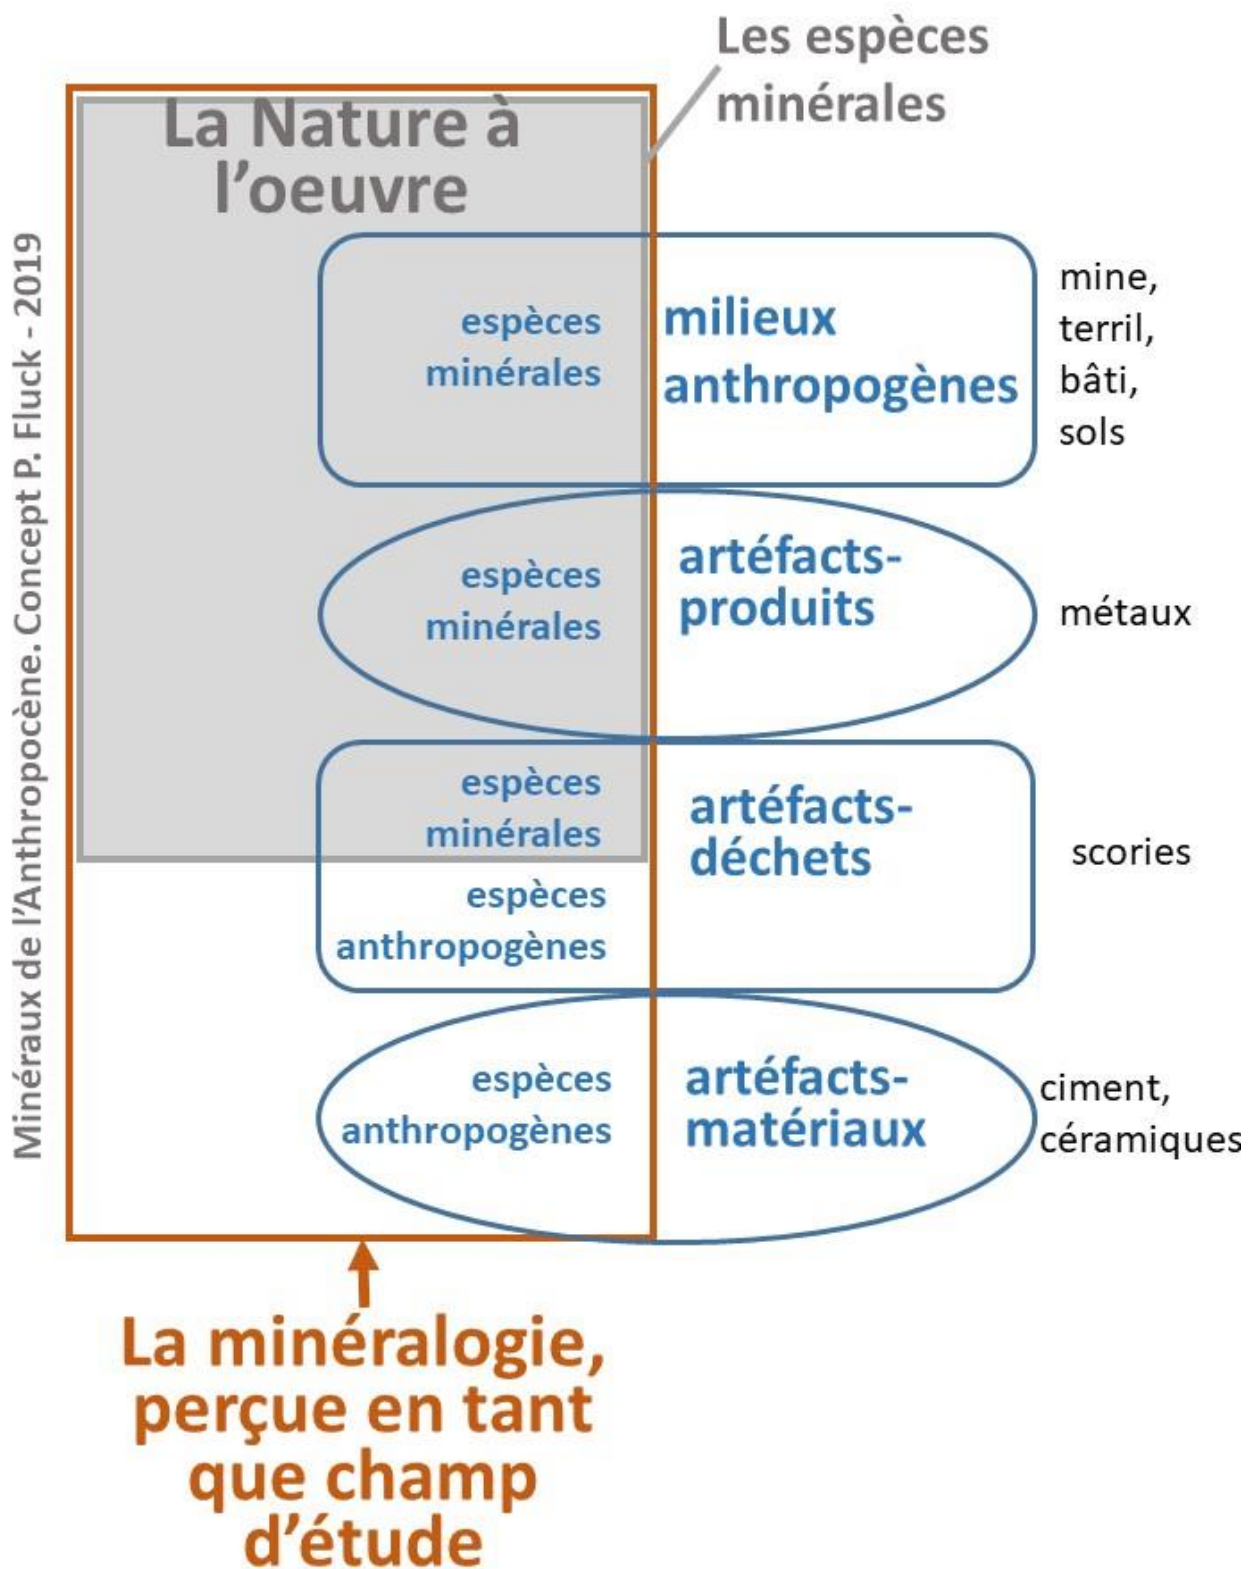 Les espèces
minérales
La Nature à
l’oeuvre
Minéraux de l’Anthropocène. Concept P. Fluck - 2019
espèces
minérales
milieux
anthropogènes
mine,
terril,
bâti,
sols
espèces
minérales
artéfacts-
produits
métaux
espèces
minérales
espèces
anthropogènes
artéfacts-
déchets
scories
espèces
anthropogènes
artéfacts-
matériaux
ciment,
céramiques
La minéralogie,
perçue en tant
que champ
d’étude